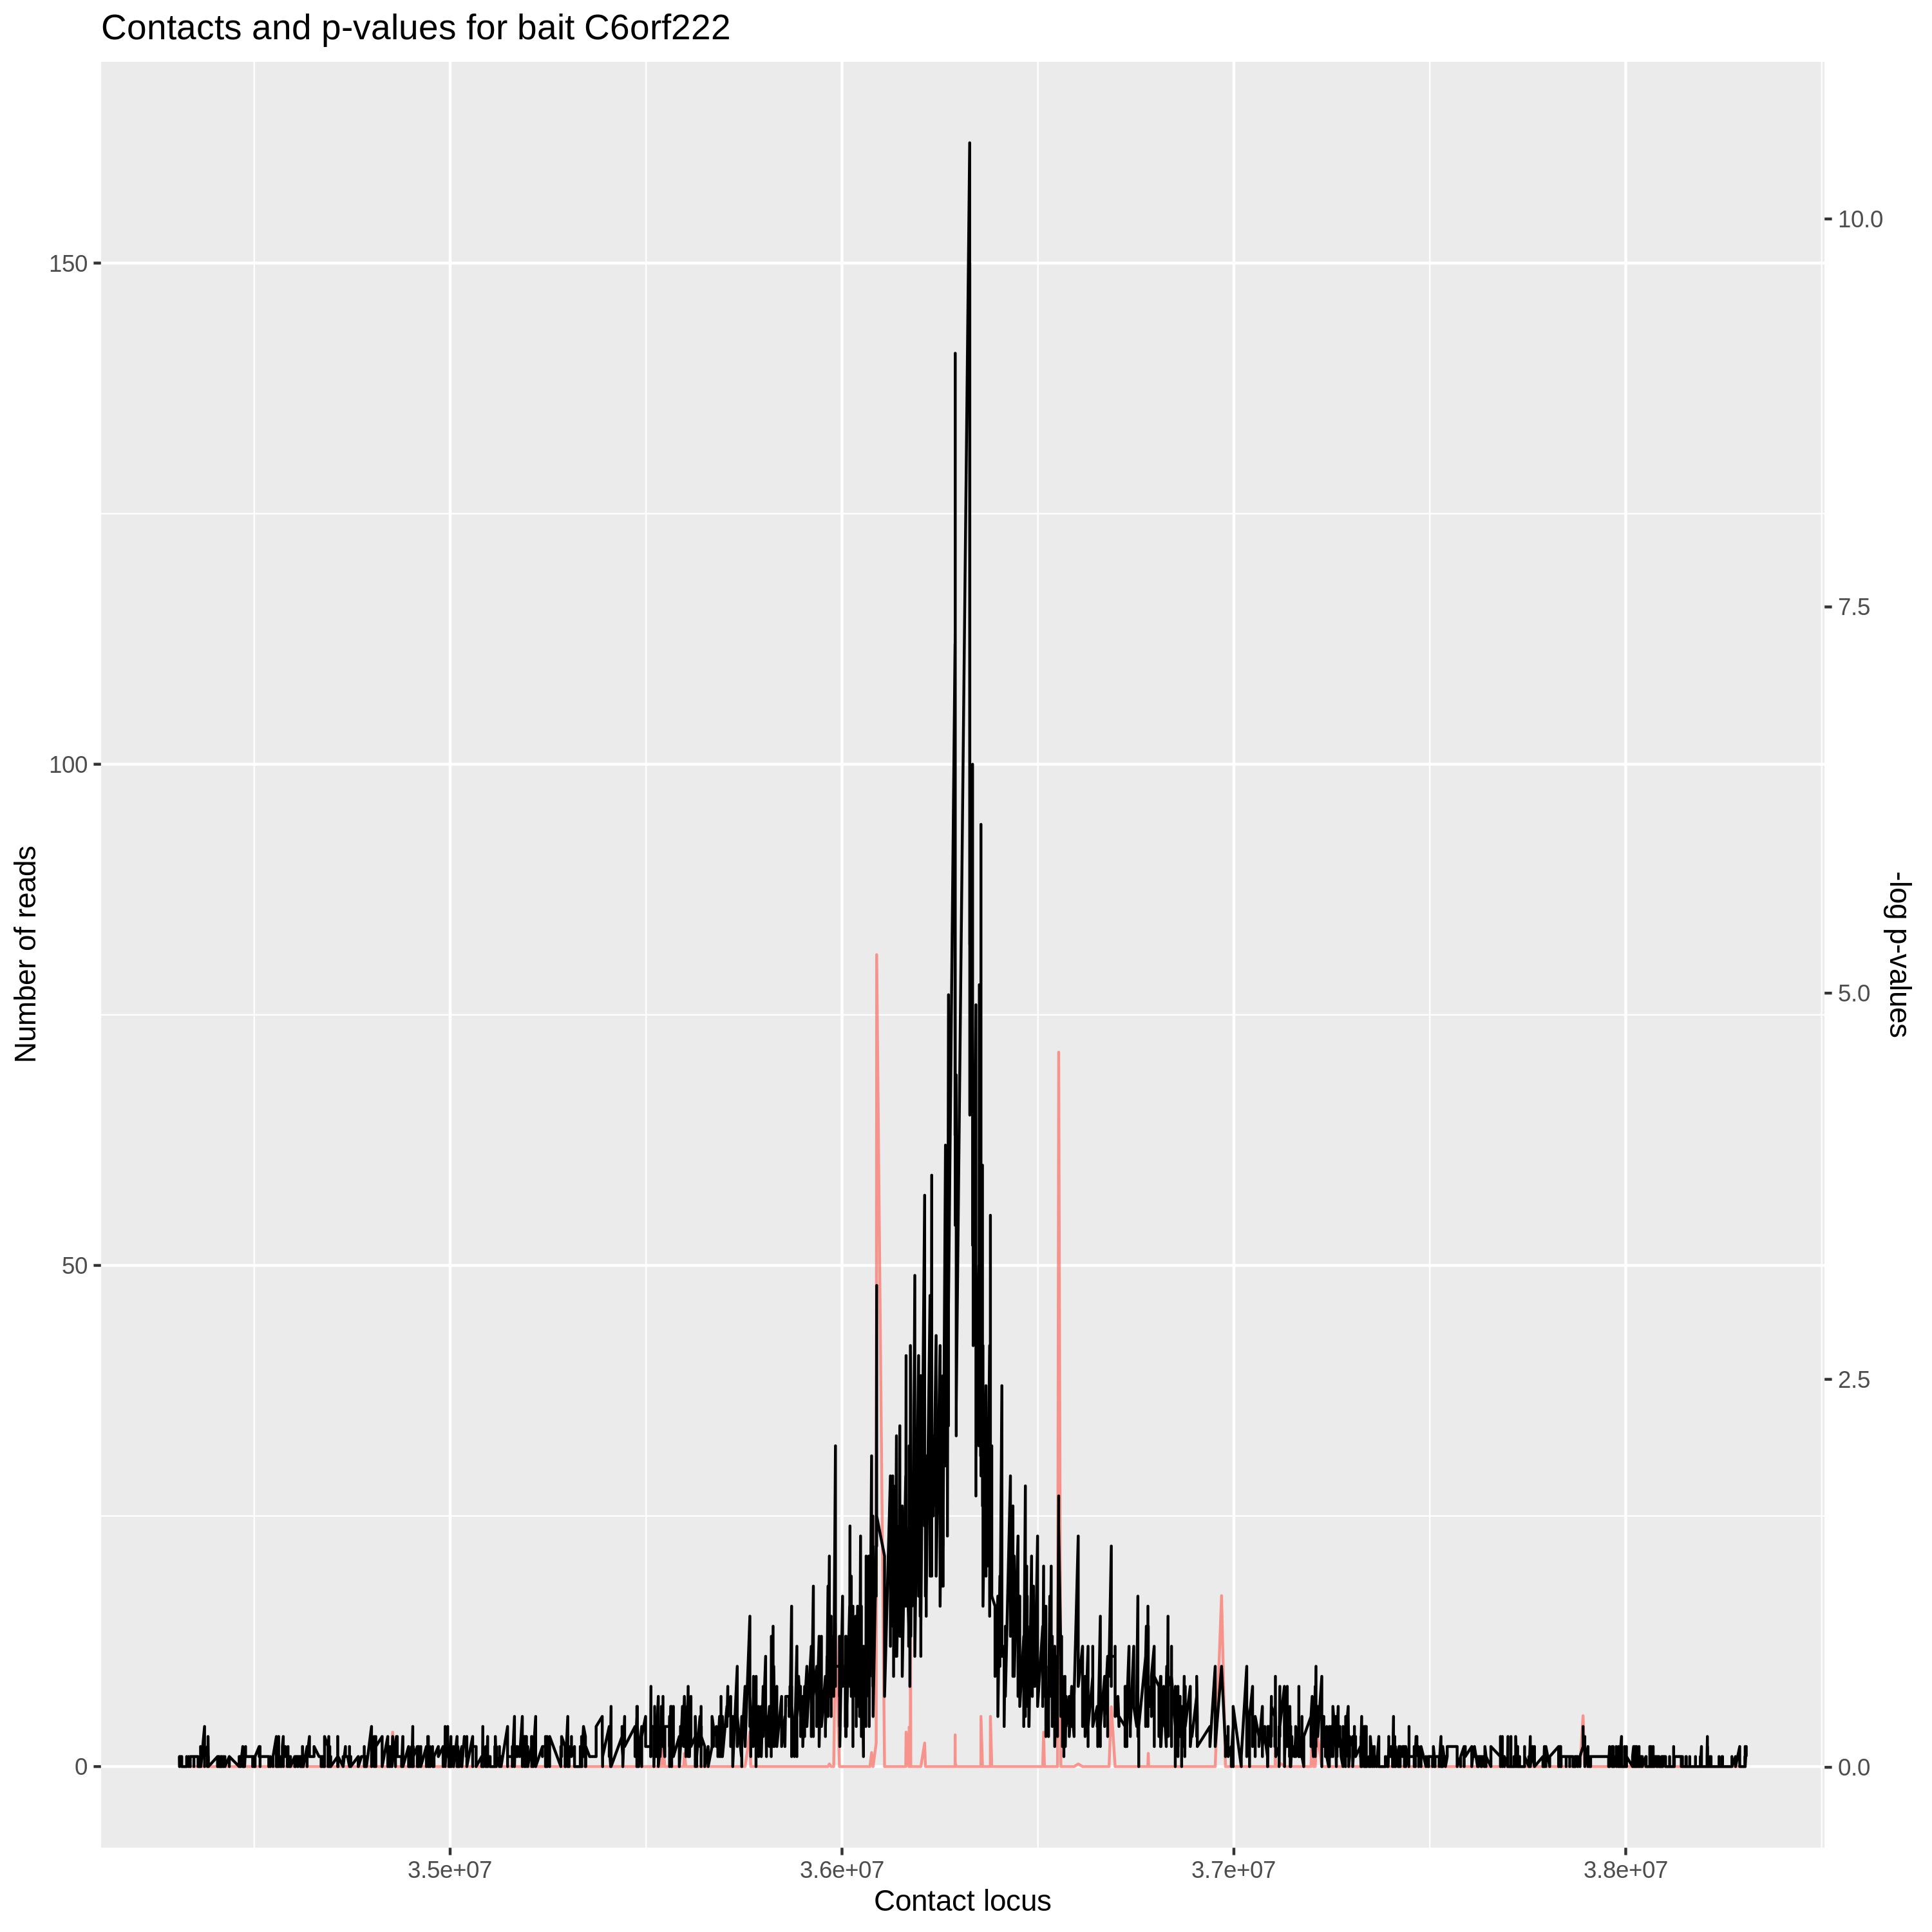 Contacts and p-values for bait C6orf222
150
100
50
0
Number of reads
10.0
7.5
5.0
2.5
0.0
-log p-values
3.5e+07
3.6e+07
3.7e+07
3.8e+07
Contact locus